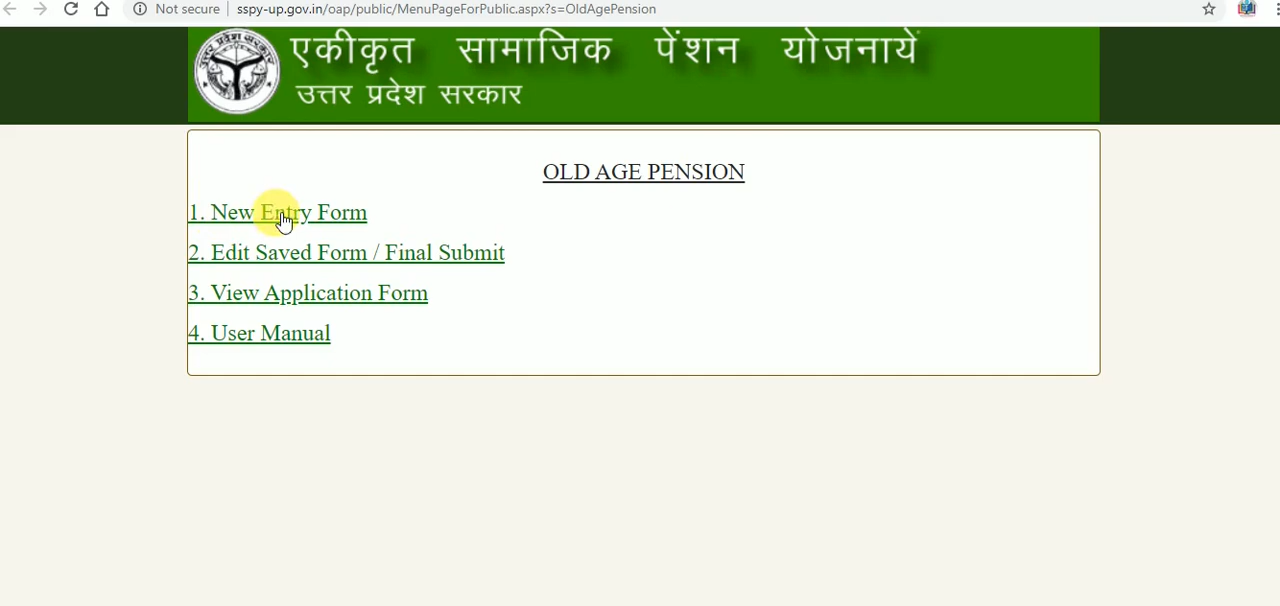 Not secure | sspy-up.gov.in/oap/public/MenuPageForPublic.aspx?s=OldAgePension
एकीकृत सामाजिक पेंशन योजनायें
उत्तर प्रदेश सरकार
OLD AGE PENSION
1. New Entry Form
2. Edit Saved Form / Final Submit
3. View Application Form
4. User Manual